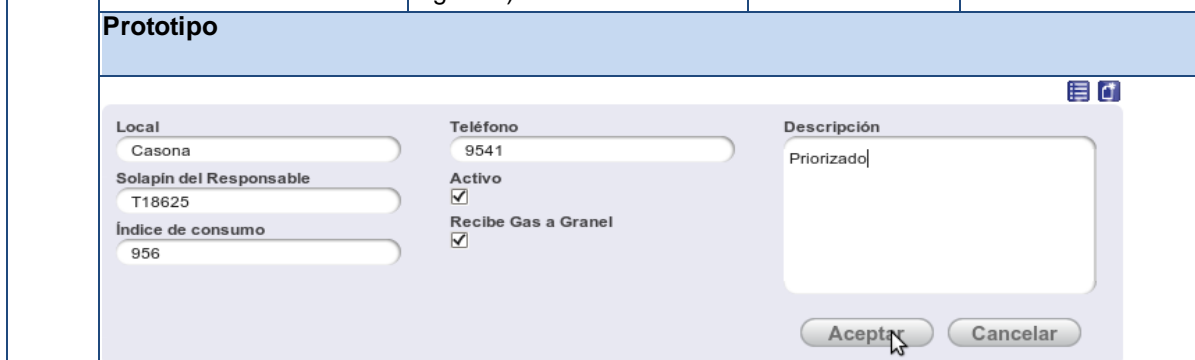 Prototipo
Local
Casona
Solapín del Responsable
T18625
Índice de consumo
956
Teléfono
9541
Activo
Recibe Gas a Granel
Descripción
Priorizado
Aceptar
Cancelar